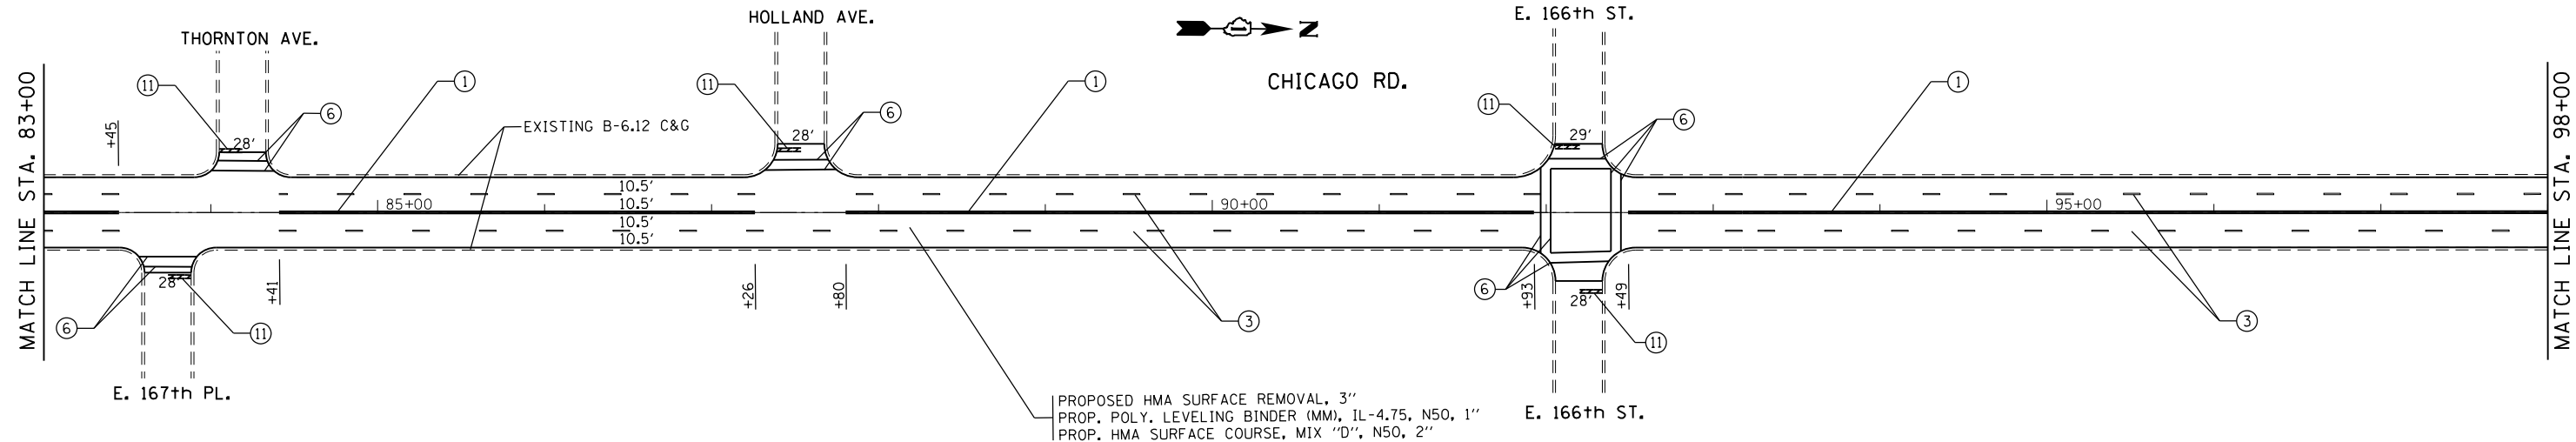 HOLLAND AVE.
E. 166th ST.
THORNTON AVE.
N
CHICAGO RD.
MATCH LINE STA. 83+00
MATCH LINE STA. 98+00
11
1
11
6
1
11
6
1
6
+45
28'
EXISTING B-6.12 C&G
28'
29'
10.5'
10.5'
10.5'
10.5'
85+00
90+00
95+00
28'
+41
+26
+80
+93
+49
28'
6
11
3
6
11
3
E. 167th PL.
E. 166th ST.
PROPOSED HMA SURFACE REMOVAL, 3"
PROP. POLY. LEVELING BINDER (MM), IL-4.75, N50, 1"
PROP. HMA SURFACE COURSE, MIX "D", N50, 2"